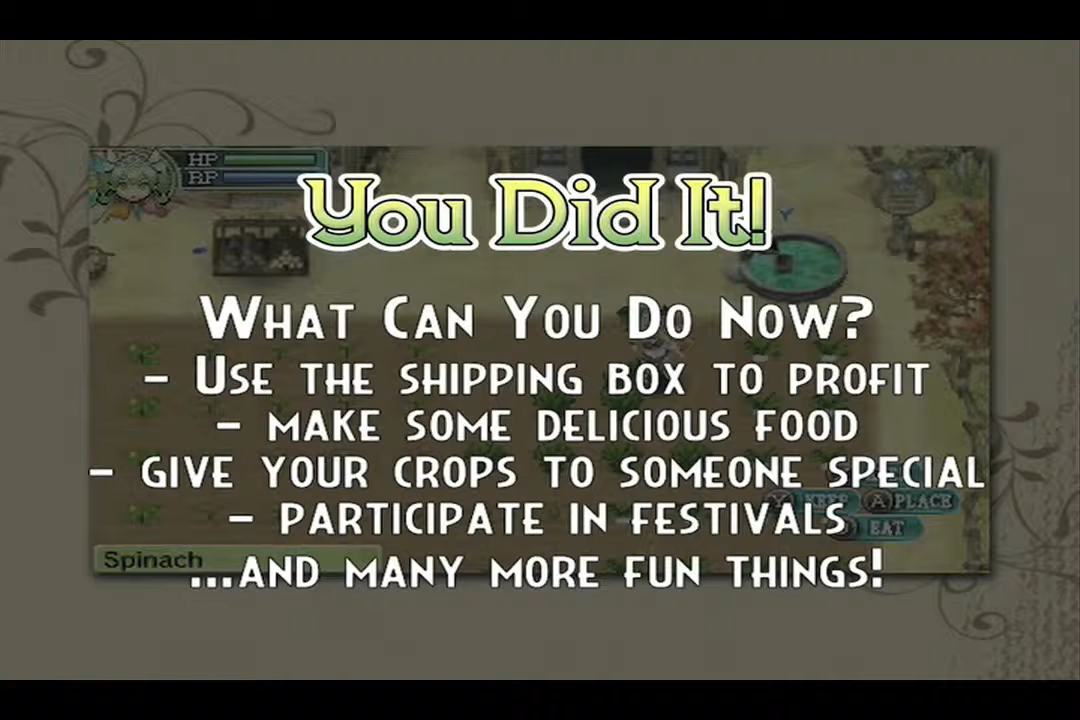 HP
RP
You Did It!
What Can You Do Now?
- Use the shipping box to profit
- make some delicious food
- give your crops to someone special
- participate in festivals
Y KEEP A PLACE
EAT
Spinach
...and many more fun things!